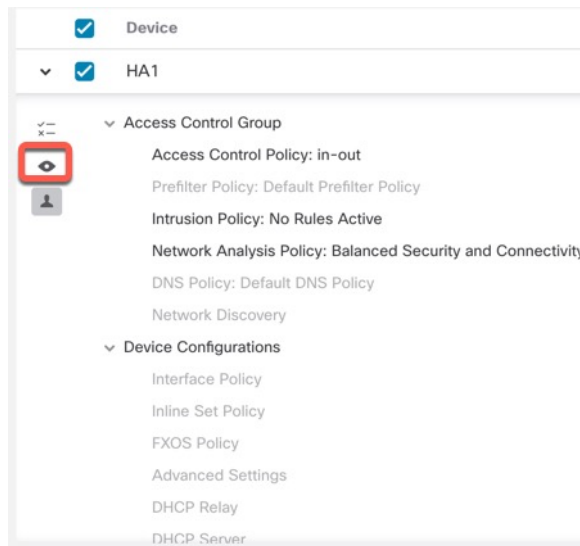 Device
HA1
Access Control Group
Access Control Policy: in-out
Prefilter Policy: Default Prefilter Policy
Intrusion Policy: No Rules Active
Network Analysis Policy: Balanced Security and Connectivity
DNS Policy: Default DNS Policy
Network Discovery
Device Configurations
Interface Policy
Inline Set Policy
FXOS Policy
Advanced Settings
DHCP Relay
DHCP Server